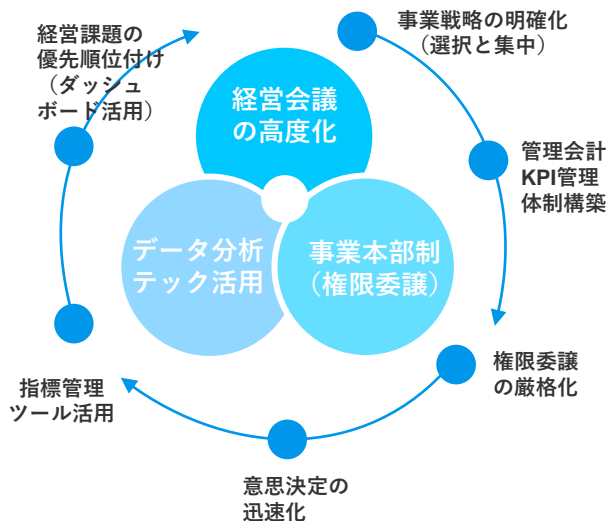 経営課題の
優先順位付け
（ダッシュ
ボード活用）
事業戦略の明確化
（選択と集中）
経営会議
の高度化
管理会計
KPI管理
体制構築
データ分析
テック活用
事業本部制
（権限委譲）
権限委譲
の厳格化
指標管理
ツール活用
意思決定の
迅速化